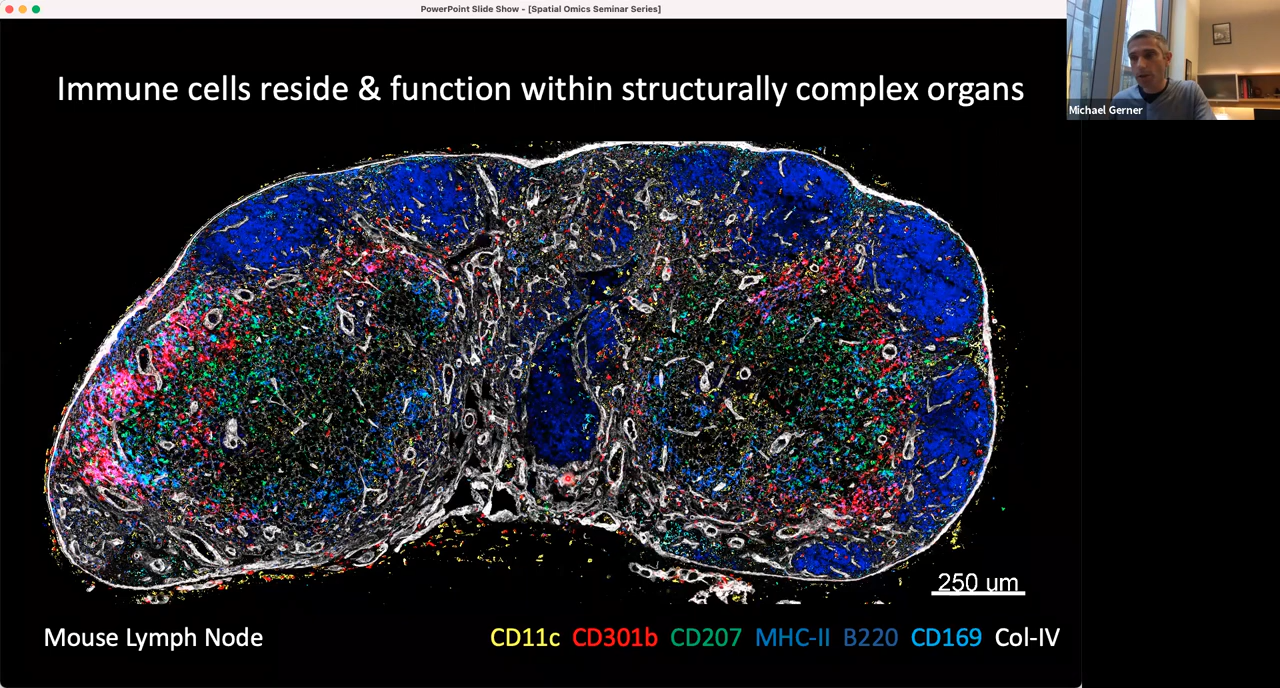 PowerPoint Slide Show - [Spatial Omics Seminar Series]
Michael Gerner
Immune cells reside & function within structurally complex organs
250 um
Mouse Lymph Node
CD11c CD301b CD207 MHC-II B220 CD169 Col-IV